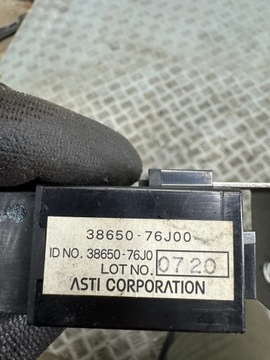 38650-76J00
ID NO. 38650-76J0
LOT NO. 0720
ASTI CORPORATION